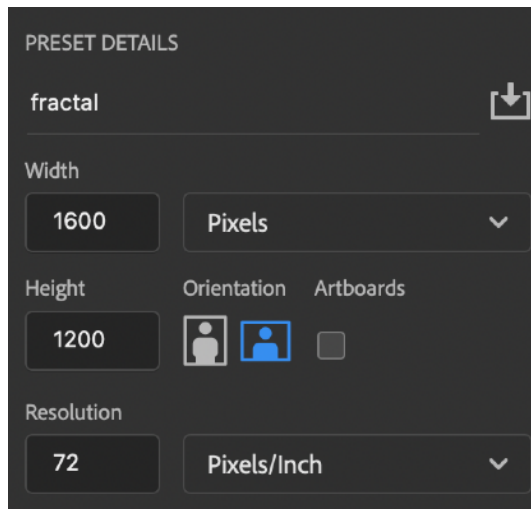 PRESET DETAILS
fractal
Width
1600 Pixels
Height Orientation Artboards
1200
Resolution
72 Pixels/Inch